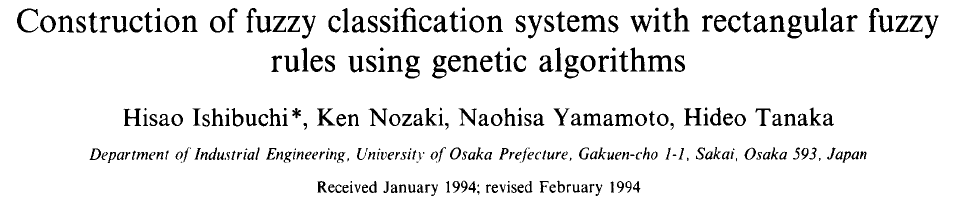 Construction of fuzzy classification systems with rectangular fuzzy
rules using genetic algorithms
Hisao Ishibuchi*, Ken Nozaki, Naohisa Yamamoto, Hideo Tanaka
Department of Industrial Engineering, University of Osaka Prefecture, Gakuen-cho 1-1, Sakai, Osaka 593, Japan
Received January 1994; revised February 1994